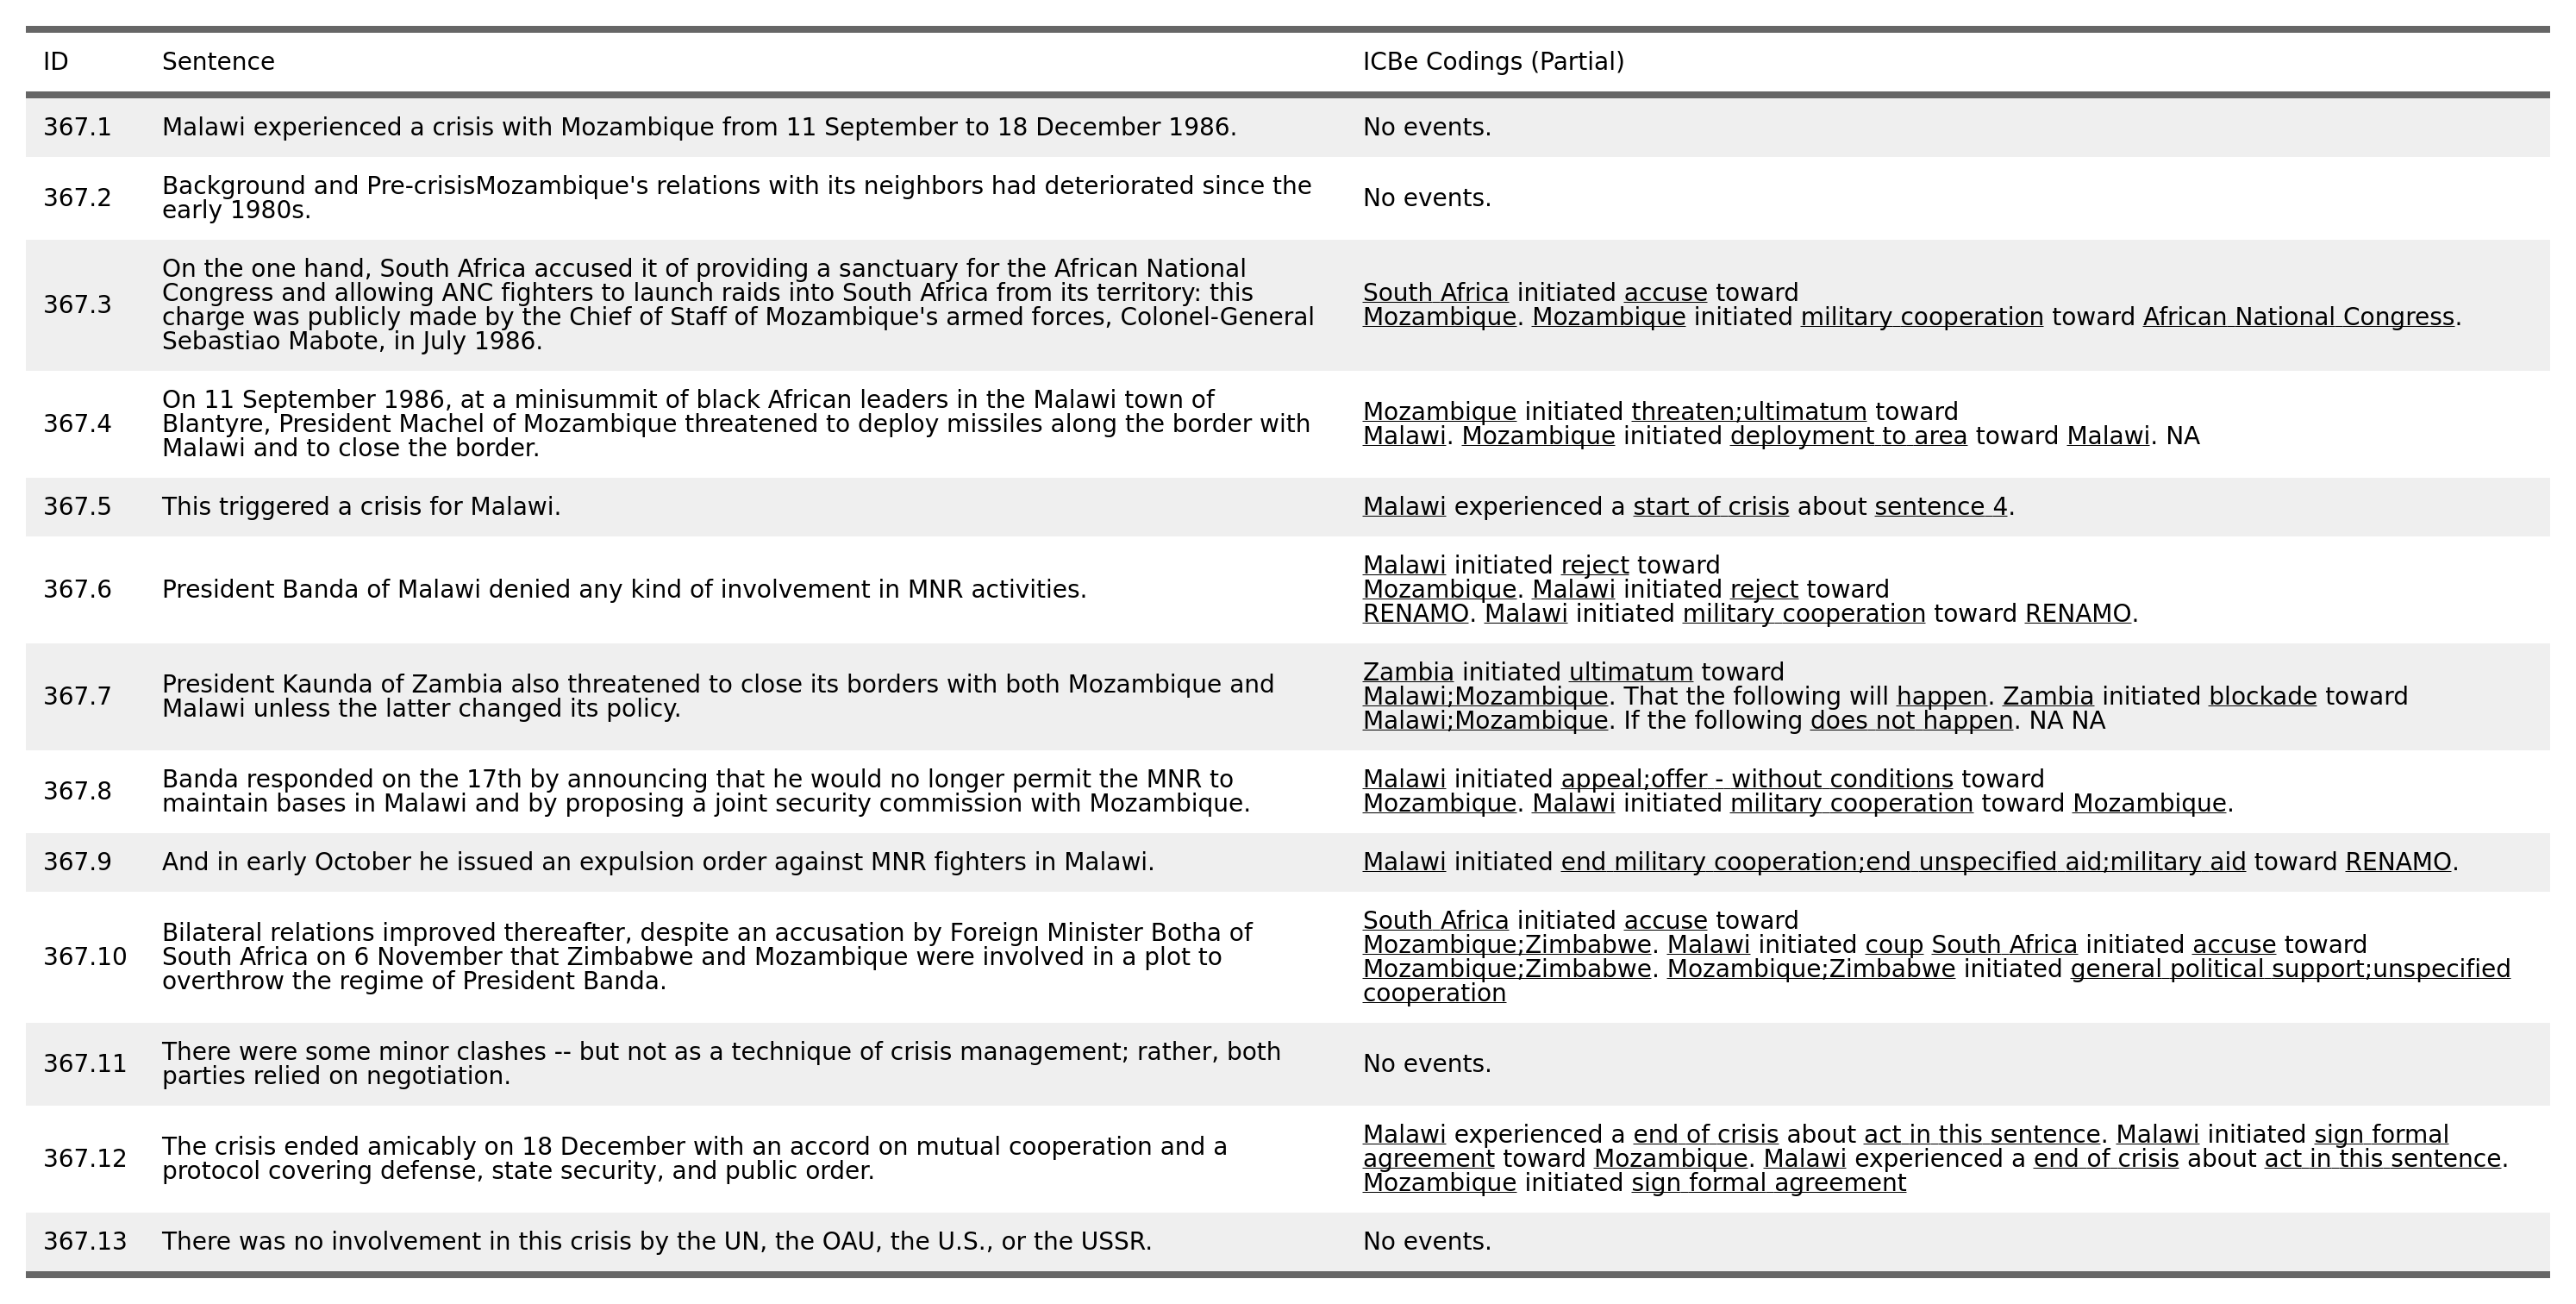 ID Sentence ICBe Codings (Partial)
367.1 Malawi experienced a crisis with Mozambique from 11 September to 18 December 1986. No events.
367.2 Background and Pre-crisisMozambique's relations with its neighbors had deteriorated since the
early 1980s.
No events.
367.3 On the one hand, South Africa accused it of providing a sanctuary for the African National
Congress and allowing ANC fighters to launch raids into South Africa from its territory: this
charge was publicly made by the Chief of Staff of Mozambique's armed forces, Colonel-General
Sebastiao Mabote, in July 1986.
South Africa initiated accuse toward
Mozambique. Mozambique initiated military cooperation toward African National Congress.
367.4 On 11 September 1986, at a minisummit of black African leaders in the Malawi town of
Blantyre, President Machel of Mozambique threatened to deploy missiles along the border with
Malawi and to close the border.
Mozambique initiated threaten;ultimatum toward
Malawi. Mozambique initiated deployment to area toward Malawi. NA
367.5 This triggered a crisis for Malawi. Malawi experienced a start of crisis about sentence 4.
367.6 President Banda of Malawi denied any kind of involvement in MNR activities.
Malawi initiated reject toward
Mozambique. Malawi initiated reject toward
RENAMO. Malawi initiated military cooperation toward RENAMO.
367.7 President Kaunda of Zambia also threatened to close its borders with both Mozambique and
Malawi unless the latter changed its policy.
Zambia initiated ultimatum toward
Malawi;Mozambique. That the following will happen. Zambia initiated blockade toward
Malawi;Mozambique. If the following does not happen. NA NA
367.8 Banda responded on the 17th by announcing that he would no longer permit the MNR to
maintain bases in Malawi and by proposing a joint security commission with Mozambique.
Malawi initiated appeal;offer - without conditions toward
Mozambique. Malawi initiated military cooperation toward Mozambique.
367.9 And in early October he issued an expulsion order against MNR fighters in Malawi. Malawi initiated end military cooperation;end unspecified aid;military aid toward RENAMO.
367.10 Bilateral relations improved thereafter, despite an accusation by Foreign Minister Botha of
South Africa on 6 November that Zimbabwe and Mozambique were involved in a plot to
overthrow the regime of President Banda.
South Africa initiated accuse toward
Mozambique;Zimbabwe. Malawi initiated coup South Africa initiated accuse toward
Mozambique;Zimbabwe. Mozambique;Zimbabwe initiated general political support;unspecified
cooperation
367.11 There were some minor clashes -- but not as a technique of crisis management; rather, both
parties relied on negotiation.
No events.
367.12 The crisis ended amicably on 18 December with an accord on mutual cooperation and a
protocol covering defense, state security, and public order.
Malawi experienced a end of crisis about act in this sentence. Malawi initiated sign formal
agreement toward Mozambique. Malawi experienced a end of crisis about act in this sentence.
Mozambique initiated sign formal agreement
367.13 There was no involvement in this crisis by the UN, the OAU, the U.S., or the USSR. No events.